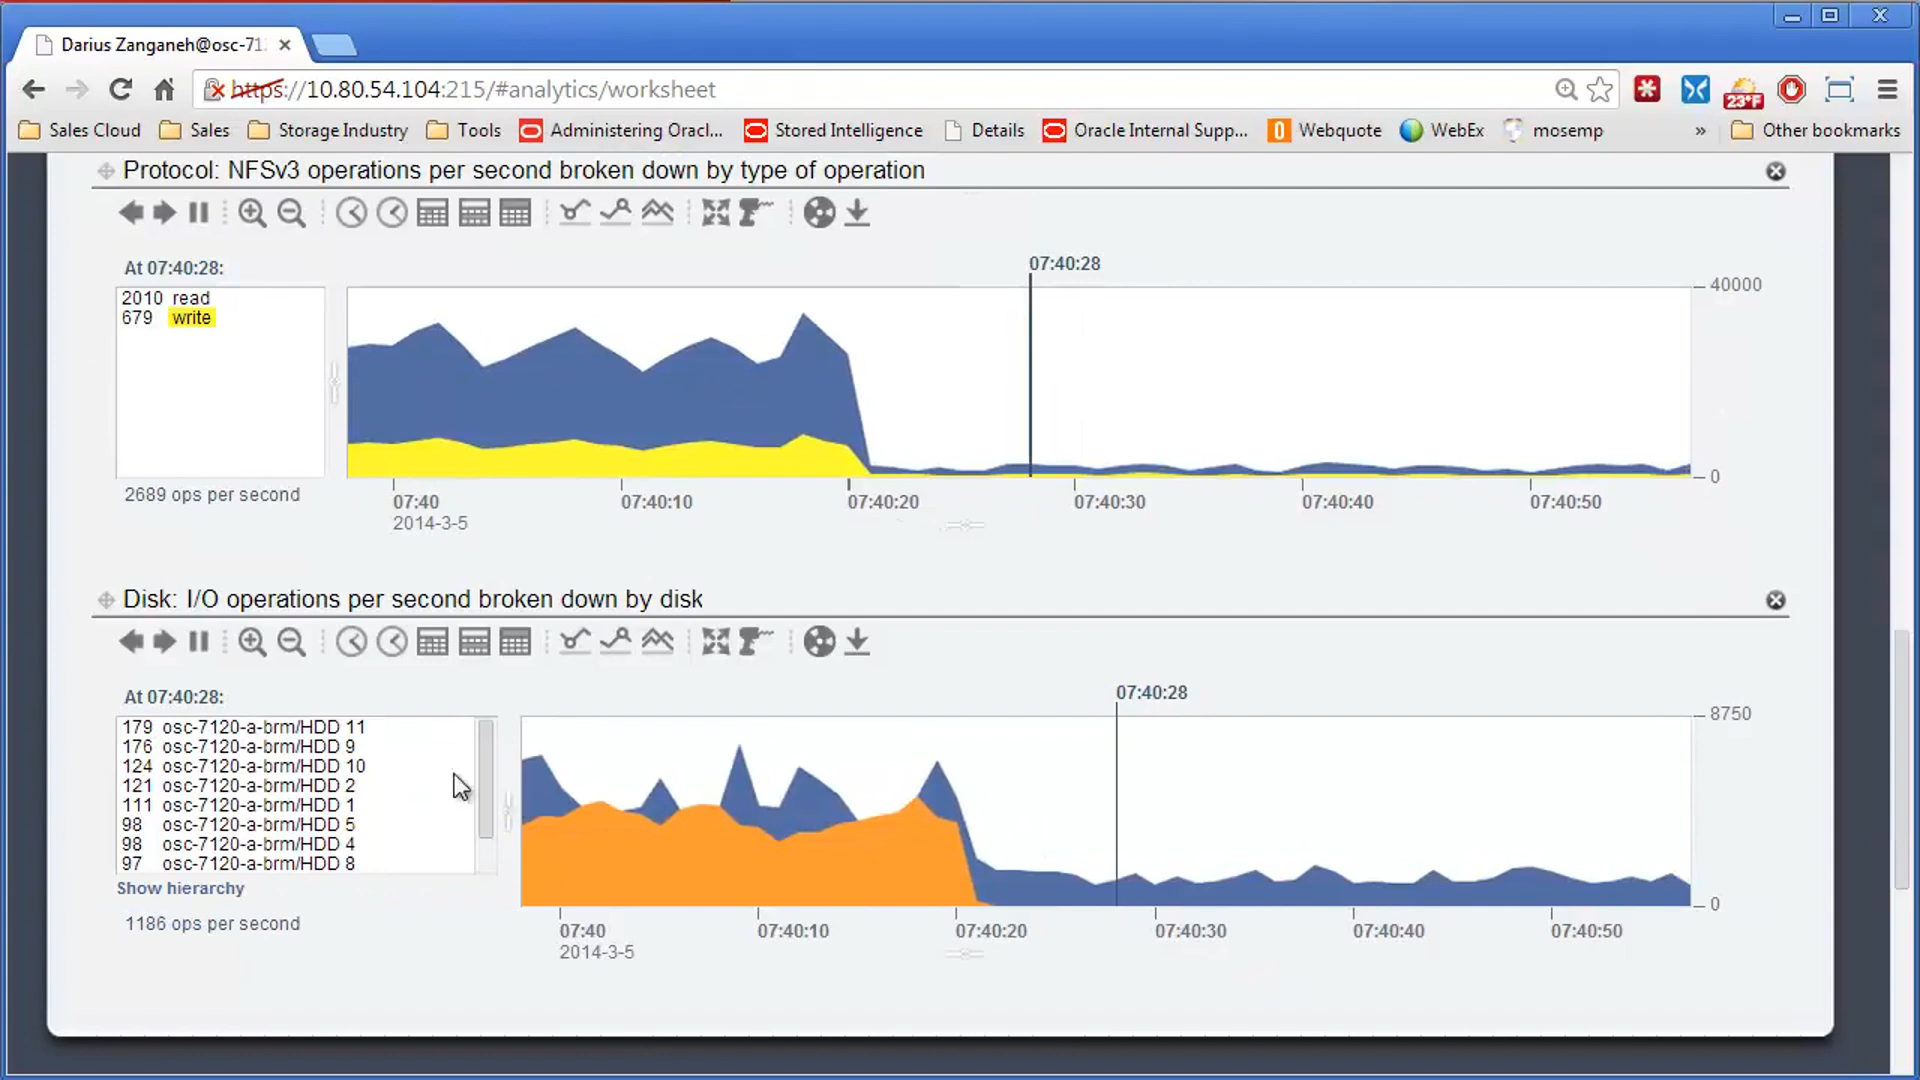 Darius Zanganeh@osc-71
https://10.80.54.104:215/#analytics/worksheet
23°F
Sales Cloud Sales Storage Industry Tools Administering Oracl... Stored Intelligence Details Oracle Internal Supp... Webquote WebEx mosemp » Other bookmarks
Protocol: NFSv3 operations per second broken down by type of operation
At 07:40:28:
07:40:28
2010 read
679 write
40000
0
2689 ops per second
07:40 07:40:10 07:40:20 07:40:30 07:40:40 07:40:50
2014-3-5
Disk: I/O operations per second broken down by disk
At 07:40:28:
07:40:28
179 osc-7120-a-brm/HDD 11
176 osc-7120-a-brm/HDD 9
124 osc-7120-a-brm/HDD 10
121 osc-7120-a-brm/HDD 2
111 osc-7120-a-brm/HDD 1
98 osc-7120-a-brm/HDD 5
98 osc-7120-a-brm/HDD 4
97 osc-7120-a-brm/HDD 8
Show hierarchy
1186 ops per second
8750
0
07:40 07:40:10 07:40:20 07:40:30 07:40:40 07:40:50
2014-3-5